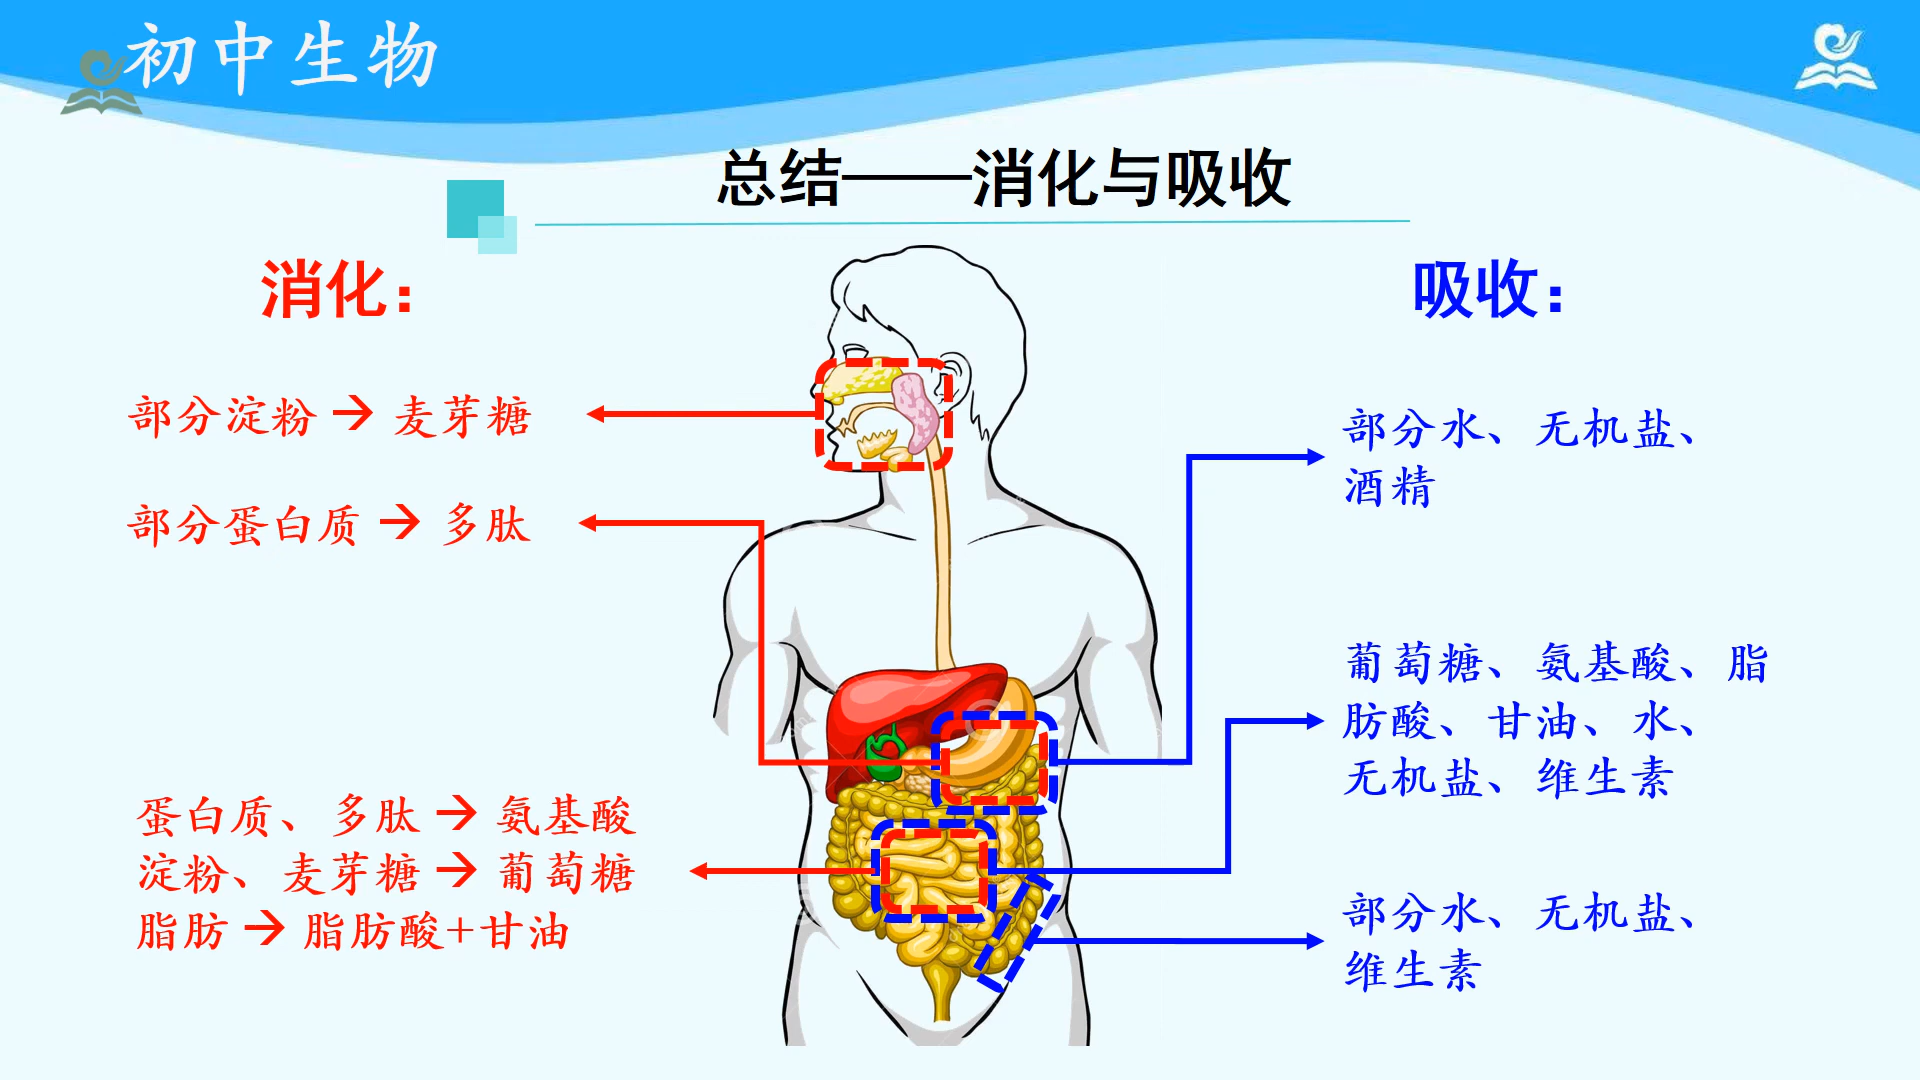 初中生物
总结——消化与吸收
消化：
部分淀粉→麦芽糖
部分蛋白质→多肽
蛋白质、多肽→氨基酸
淀粉、麦芽糖→葡萄糖
脂肪→脂肪酸+甘油
吸收：
部分水、无机盐、
酒精
葡萄糖、氨基酸、脂
肪酸、甘油、水、
无机盐、维生素
部分水、无机盐、
维生素